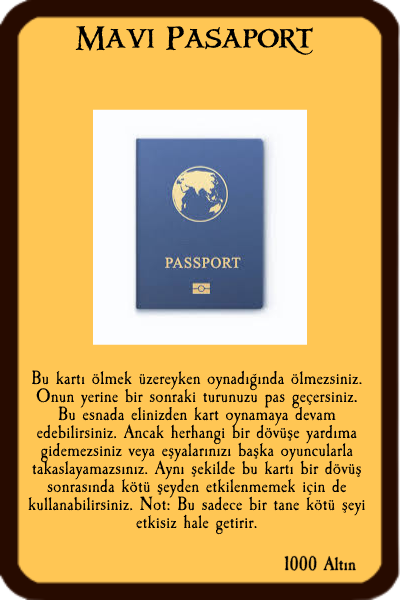 Mavi Pasaport
PASSPORT
Bu kartı ölmek üzereyken oynadığında ölmezsiniz.
Onun yerine bir sonraki turunuzu pas geçersiniz.
Bu esnada elinizden kart oynamaya devam
edebilirsiniz. Ancak herhangi bir dövüşe yardıma
gidemezsiniz veya eşyalarınızı başka oyuncularla
takaslayamazsınız. Aynı şekilde bu kartı bir dövüş
sonrasında kötü şeyden etkilenmemek için de
kullanabilirsiniz. Not: Bu sadece bir tane kötü şeyi
etkisiz hale getirir.
1000 Altın